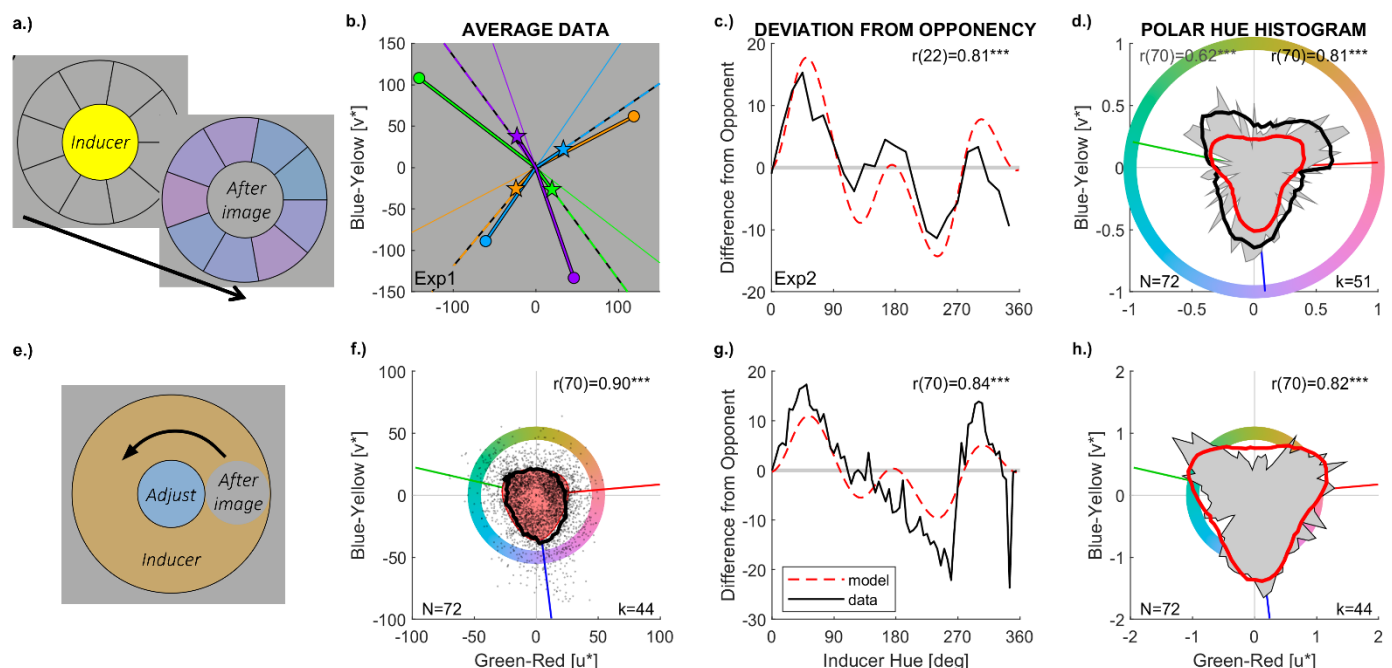 a.)
Inducer
After
image
b.)
AVERAGE DATA
Blue-Yellow [v*]
150
100
50
0
-50
-100
-150
-100
0
100
Exp1
c.)
DEVIATION FROM OPPONENCY
r(22)=0.81***
Difference from Opponent
20
10
0
-10
-20
0
90
180
270
360
Exp2
d.)
POLAR HUE HISTOGRAM
r(70)=0.62***
r(70)=0.81***
Blue-Yellow [v*]
1
0.5
0
-0.5
-1
-1
-0.5
0
0.5
1
N=72
k=51
e.)
Adjust
After
image
Inducer
f.)
r(70)=0.90***
Blue-Yellow [v*]
100
50
0
-50
-100
-100
-50
0
50
100
N=72
k=44
Green-Red [u*]
g.)
r(70)=0.84***
Difference from Opponent
20
10
0
-10
-20
-30
model
data
0
90
180
270
360
Inducer Hue [deg]
h.)
r(70)=0.82***
Blue-Yellow [v*]
2
1
0
-1
-2
-2
-1
0
1
2
N=72
k=44
Green-Red [u*]